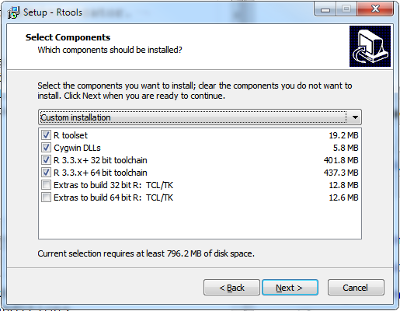 Setup - Rtools
Select Components
Which components should be installed?
Select the components you want to install; clear the components you do not want to
install. Click Next when you are ready to continue.
Custom installation
R toolset 19.2 MB
Cygwin DLLs 5.8 MB
R 3.3.x+ 32 bit toolchain 401.8 MB
R 3.3.x+ 64 bit toolchain 437.3 MB
Extras to build 32 bit R: TCL/TK 12.8 MB
Extras to build 64 bit R: TCL/TK 12.6 MB
Current selection requires at least 796.2 MB of disk space.
< Back Next > Cancel